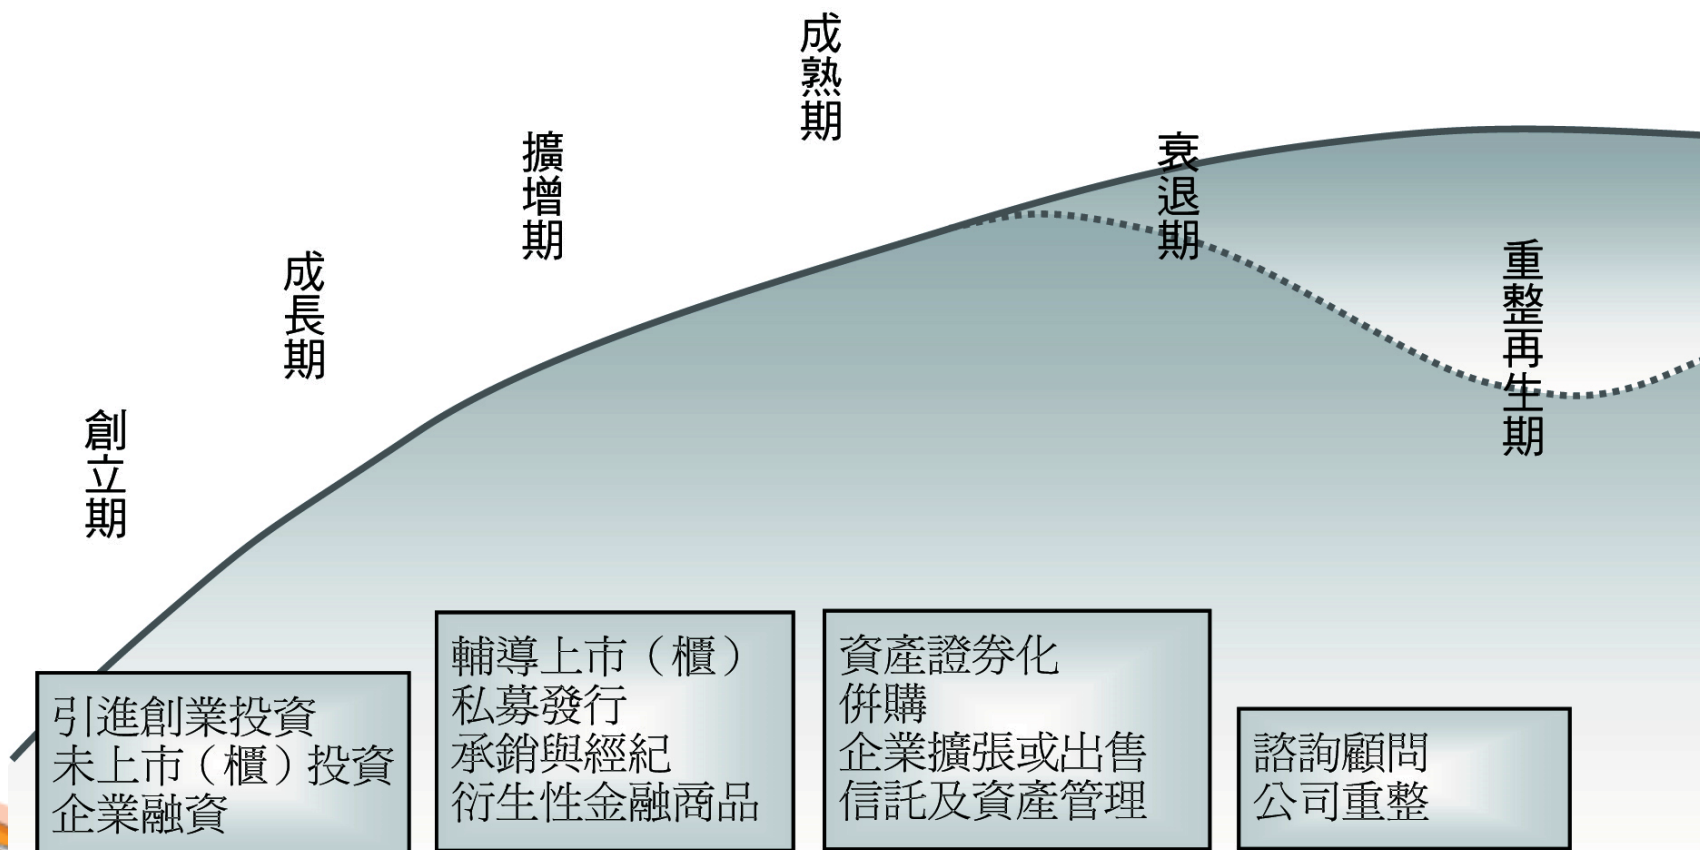 創立期
成長期
擴增期
成熟期
衰退期
重整再生期
引進創業投資
未上市（櫃）投資
企業融資
輔導上市（櫃）
私募發行
承銷與經紀
衍生性金融商品
資產證券化
併購
企業擴張或出售
信託及資產管理
諮詢顧問
公司重整